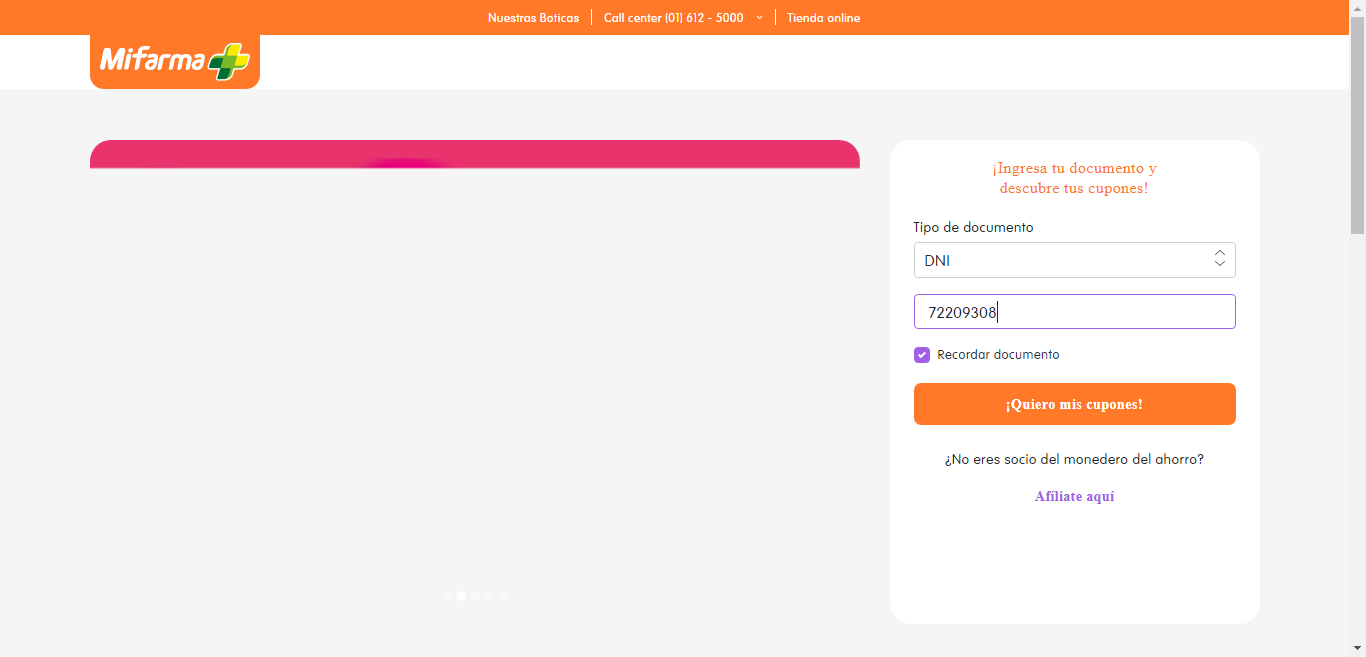 Nuestras Boticas
Call center (01) 612 - 5000
Tienda online
Mifarma
¡Ingresa tu documento y
descubre tus cupones!
Tipo de documento
DNI
72209308
Recordar documento
¡Quiero mis cupones!
¿No eres socio del monedero del ahorro?
Afíliate aquí